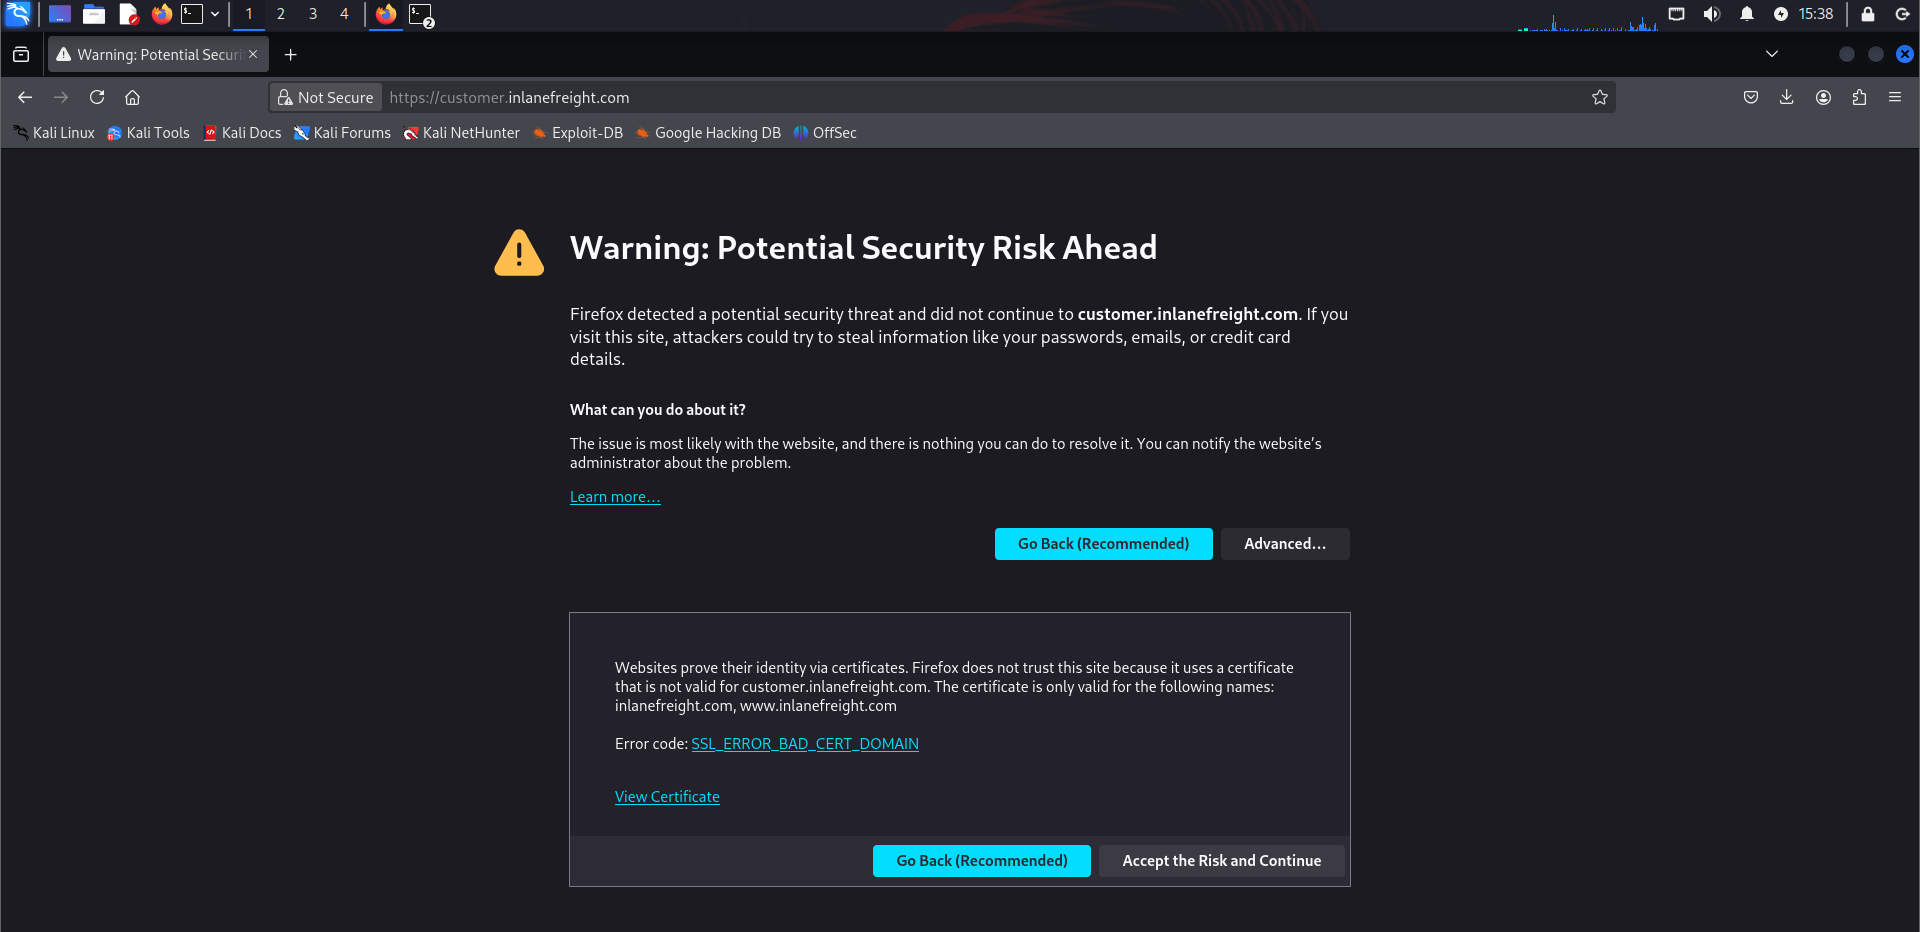 1 2 3 4 2 15:38
Warning: Potential Securi
Not Secure https://customer.inlanefreight.com
Kali Linux Kali Tools Kali Docs Kali Forums Kali NetHunter Exploit-DB Google Hacking DB OffSec
Warning: Potential Security Risk Ahead
Firefox detected a potential security threat and did not continue to customer.inlanefreight.com. If you
visit this site, attackers could try to steal information like your passwords, emails, or credit card
details.
What can you do about it?
The issue is most likely with the website, and there is nothing you can do to resolve it. You can notify the website’s
administrator about the problem.
Learn more…
Go Back (Recommended) Advanced…
Websites prove their identity via certificates. Firefox does not trust this site because it uses a certificate
that is not valid for customer.inlanefreight.com. The certificate is only valid for the following names:
inlanefreight.com, www.inlanefreight.com
Error code: SSL_ERROR_BAD_CERT_DOMAIN
View Certificate
Go Back (Recommended) Accept the Risk and Continue